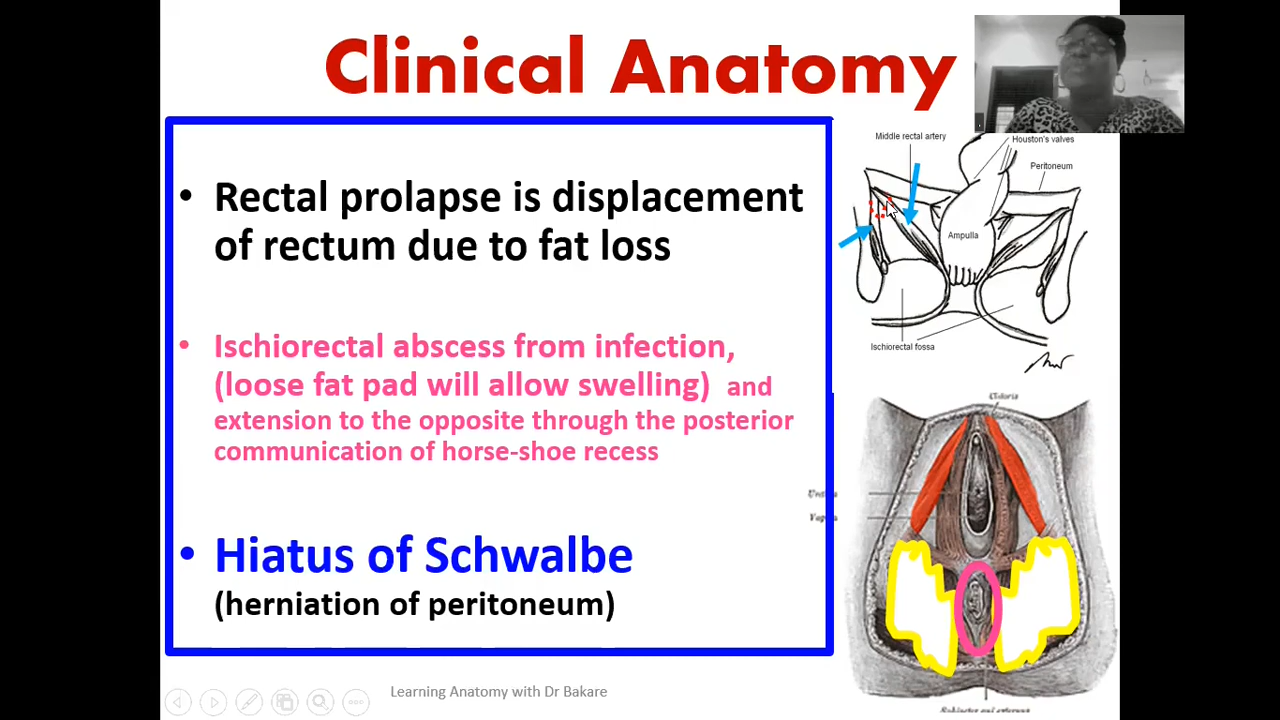 Clinical Anatomy
• Rectal prolapse is displacement
of rectum due to fat loss
• Ischiorectal abscess from infection,
(loose fat pad will allow swelling) and
extension to the opposite through the posterior
communication of horse-shoe recess
• Hiatus of Schwalbe
(herniation of peritoneum)
Middle rectal artery
Houston's valves
Peritoneum
Ampulla
Ischiorectal fossa
Clitoris
Learning Anatomy with Dr Bakare